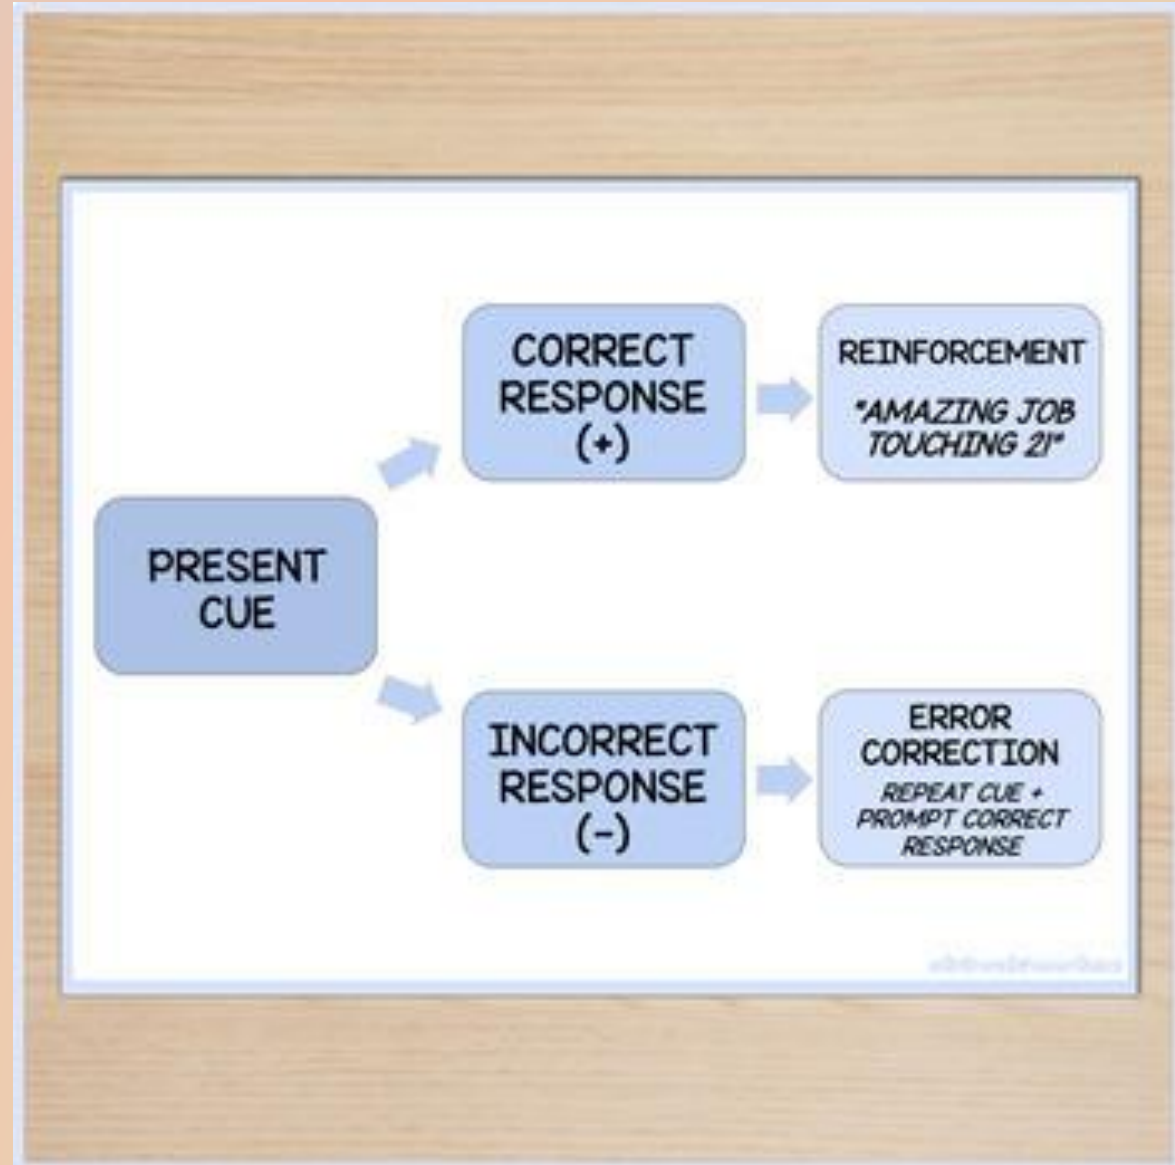 PRESENT
CUE
CORRECT
RESPONSE
(+)
REINFORCEMENT
"AMAZING JOB
TOUCHING 2!"
INCORRECT
RESPONSE
(-)
ERROR
CORRECTION
REPEAT CUE +
PROMPT CORRECT
RESPONSE